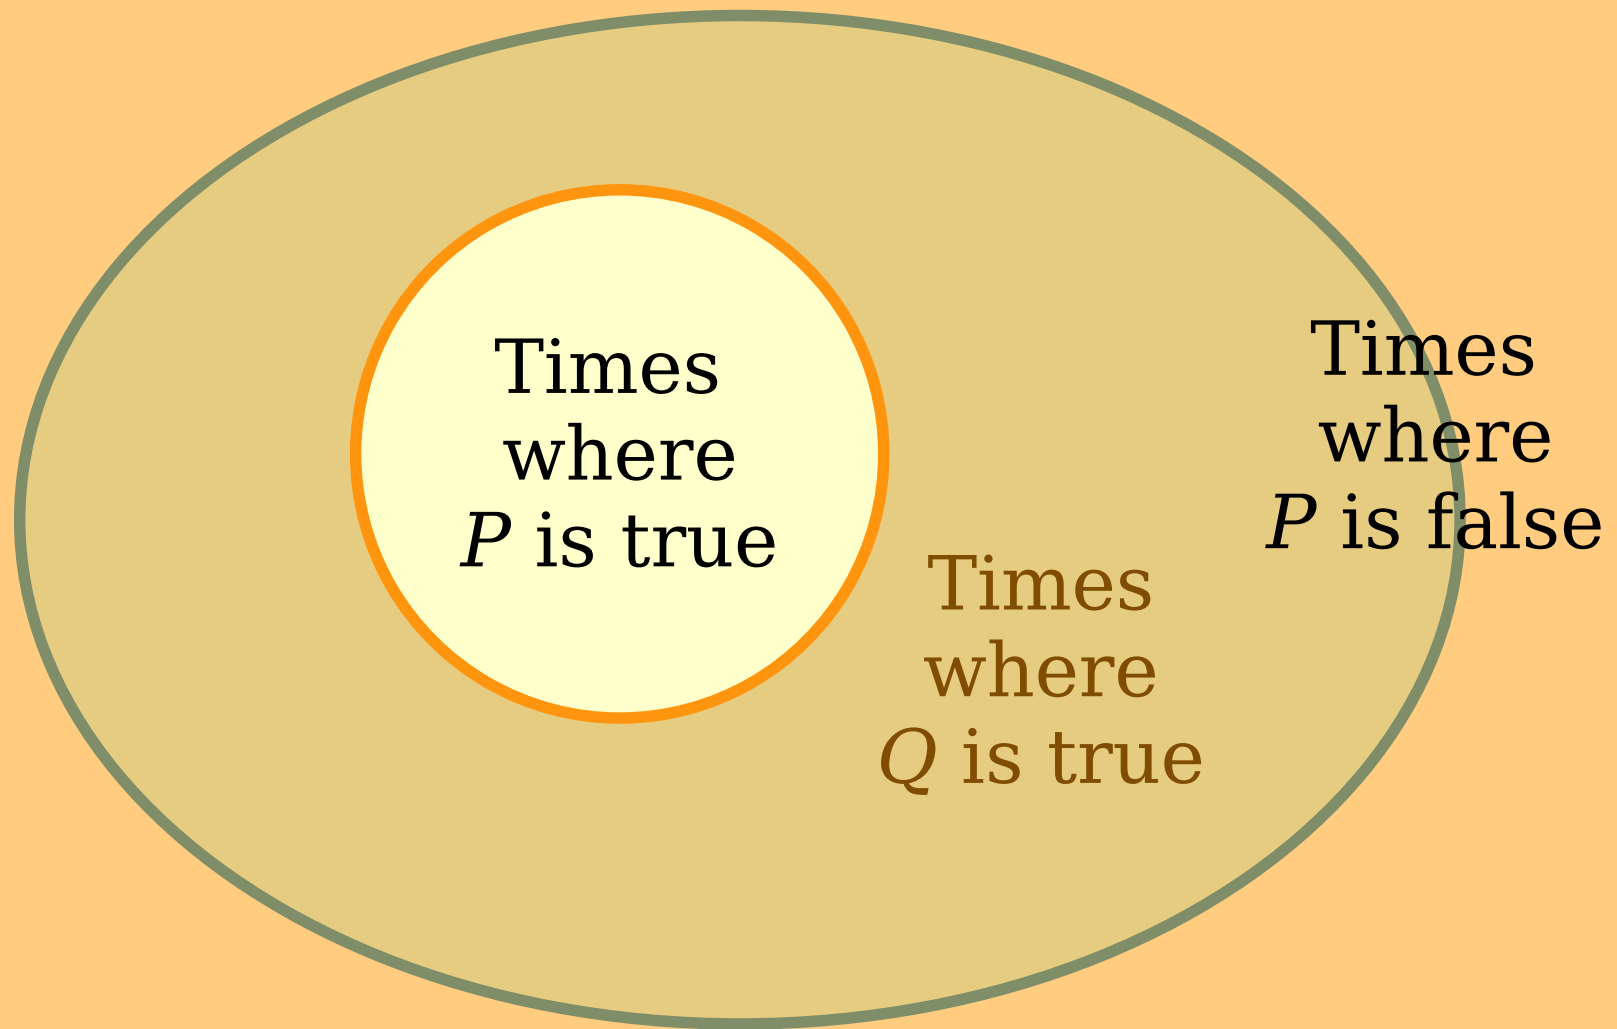 Times
where
P is true
Times
where
P is false
Times
where
Q is true